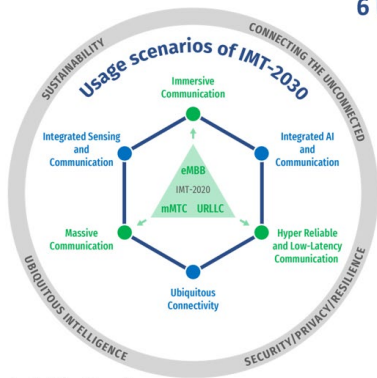 6
SUSTAINABILITY
CONNECTING THE UNCONNECTED
Usage scenarios of IMT-2030
Immersive
Communication
Integrated Sensing
and
Communication
Integrated AI
and
Communication
eMBB
IMT-2020
mMTC URLLC
Massive
Communication
Hyper Reliable
and Low-Latency
Communication
Ubiquitous
Connectivity
UBIQUITOUS INTELLIGENCE
SECURITY/PRIVACY/RESILIENCE